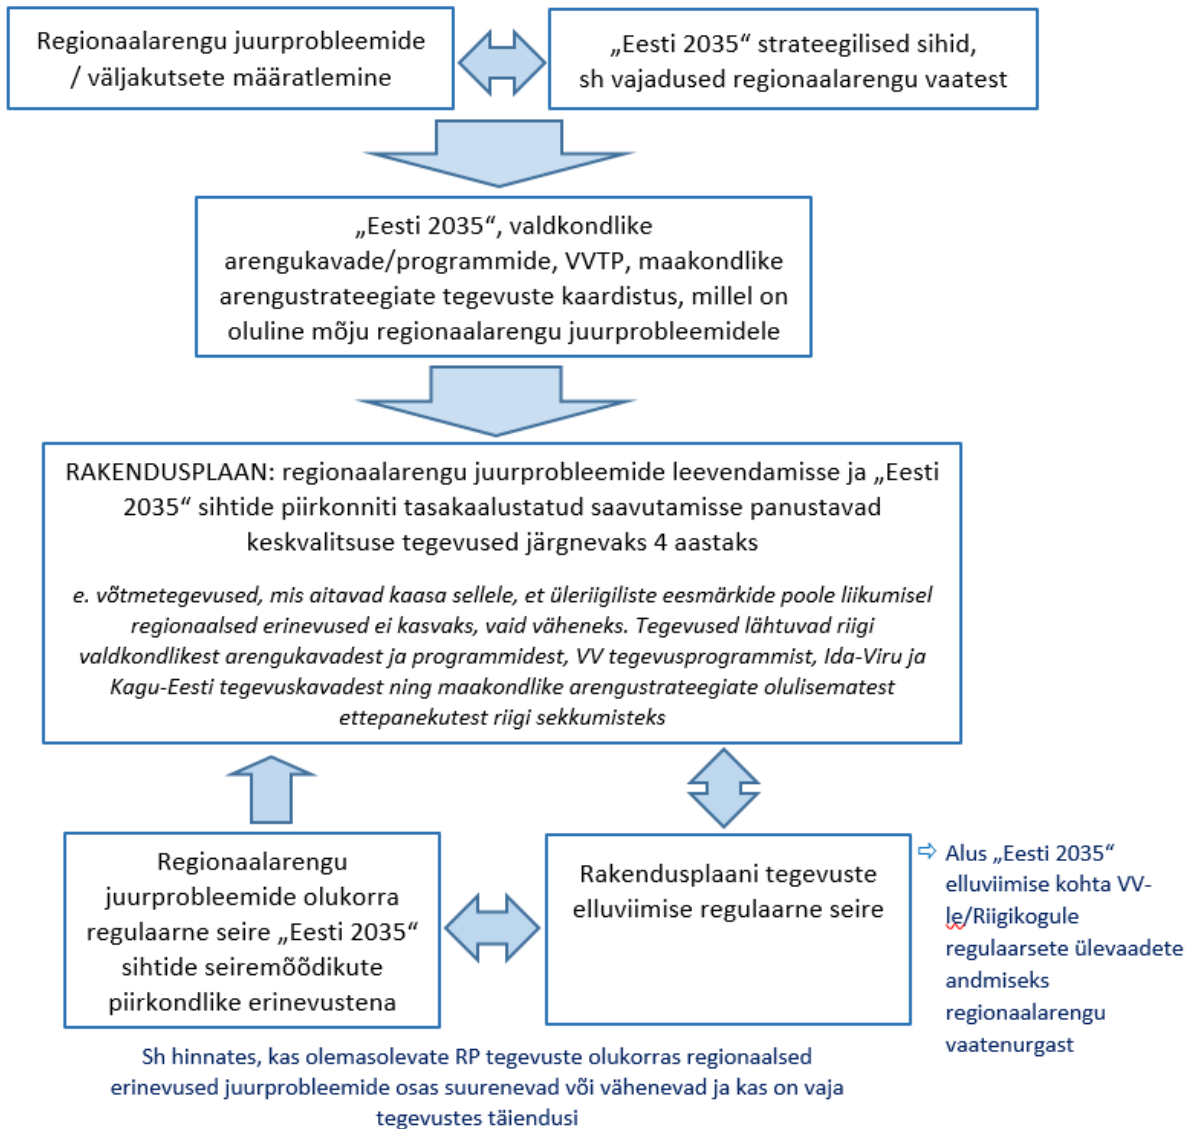 Regionaalarengu juurprobleemide
/ väljakutsete määratlemine
„Eesti 2035“ strateegilised sihid,
sh vajadused regionaalarengu vaatest
„Eesti 2035“, valdkondlike
arengukavade/programmide, VVTP, maakondlike
arengustrateegiate tegevuste kaardistus, millel on
oluline mõju regionaalarengu juurprobleemidele
RAKENDUSPLAAN: regionaalarengu juurprobleemide leevendamisse ja „Eesti
2035“ sihtide piirkonniti tasakaalustatud saavutamisse panustavad
keskvalitsuse tegevused järgnevaks 4 aastaks
e. võtmetegevused, mis aitavad kaasa sellele, et üleriigiliste eesmärkide poole liikumisel
regionaalsed erinevused ei kasvaks, vaid väheneks. Tegevused lähtuvad riigi
valdkondlikest arengukavadest ja programmidest, VV tegevusprogrammist, Ida-Viru ja
Kagu-Eesti tegevuskavadest ning maakondlike arengustrateegiate olulisematest
ettepanekutest riigi sekkumisteks
Regionaalarengu
juurprobleemide olukorra
regulaarne seire „Eesti 2035“
sihtide seiremõõdikute
piirkondlike erinevustena
Rakendusplaani tegevuste
elluviimise regulaarne seire
⇨ Alus „Eesti 2035“
elluviimise kohta VV-
le/Riigikogule
regulaarsete ülevaadete
andmiseks
regionaalarengu
vaatenurgast
Sh hinnates, kas olemasolevate RP tegevuste olukorras regionaalsed
erinevused juurprobleemide osas suurenevad või vähenevad ja kas on vaja
tegevustes täiendusi